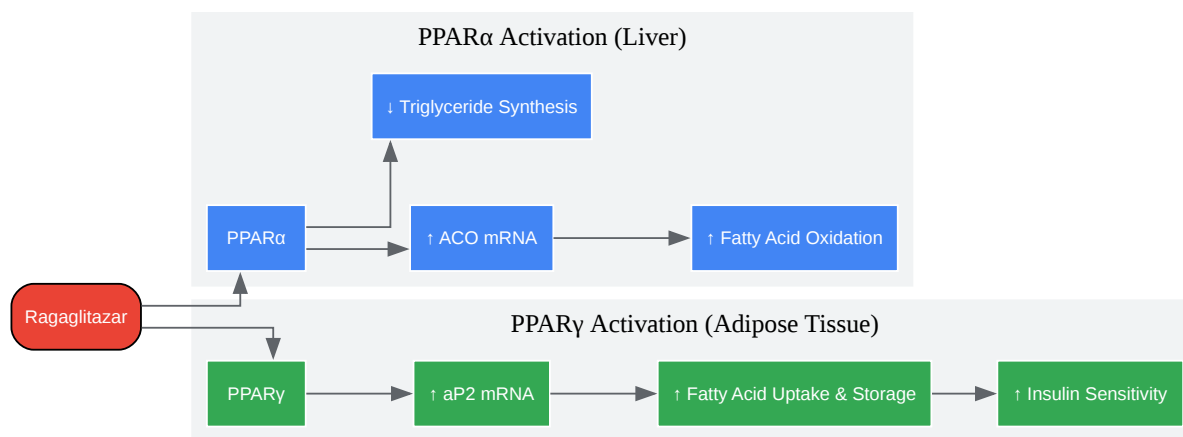 PPARα Activation (Liver)
↓ Triglyceride Synthesis
PPARα
↑ ACO mRNA
↑ Fatty Acid Oxidation
Ragaglitazar
PPARγ Activation (Adipose Tissue)
PPARγ
↑ aP2 mRNA
↑ Fatty Acid Uptake & Storage
↑ Insulin Sensitivity